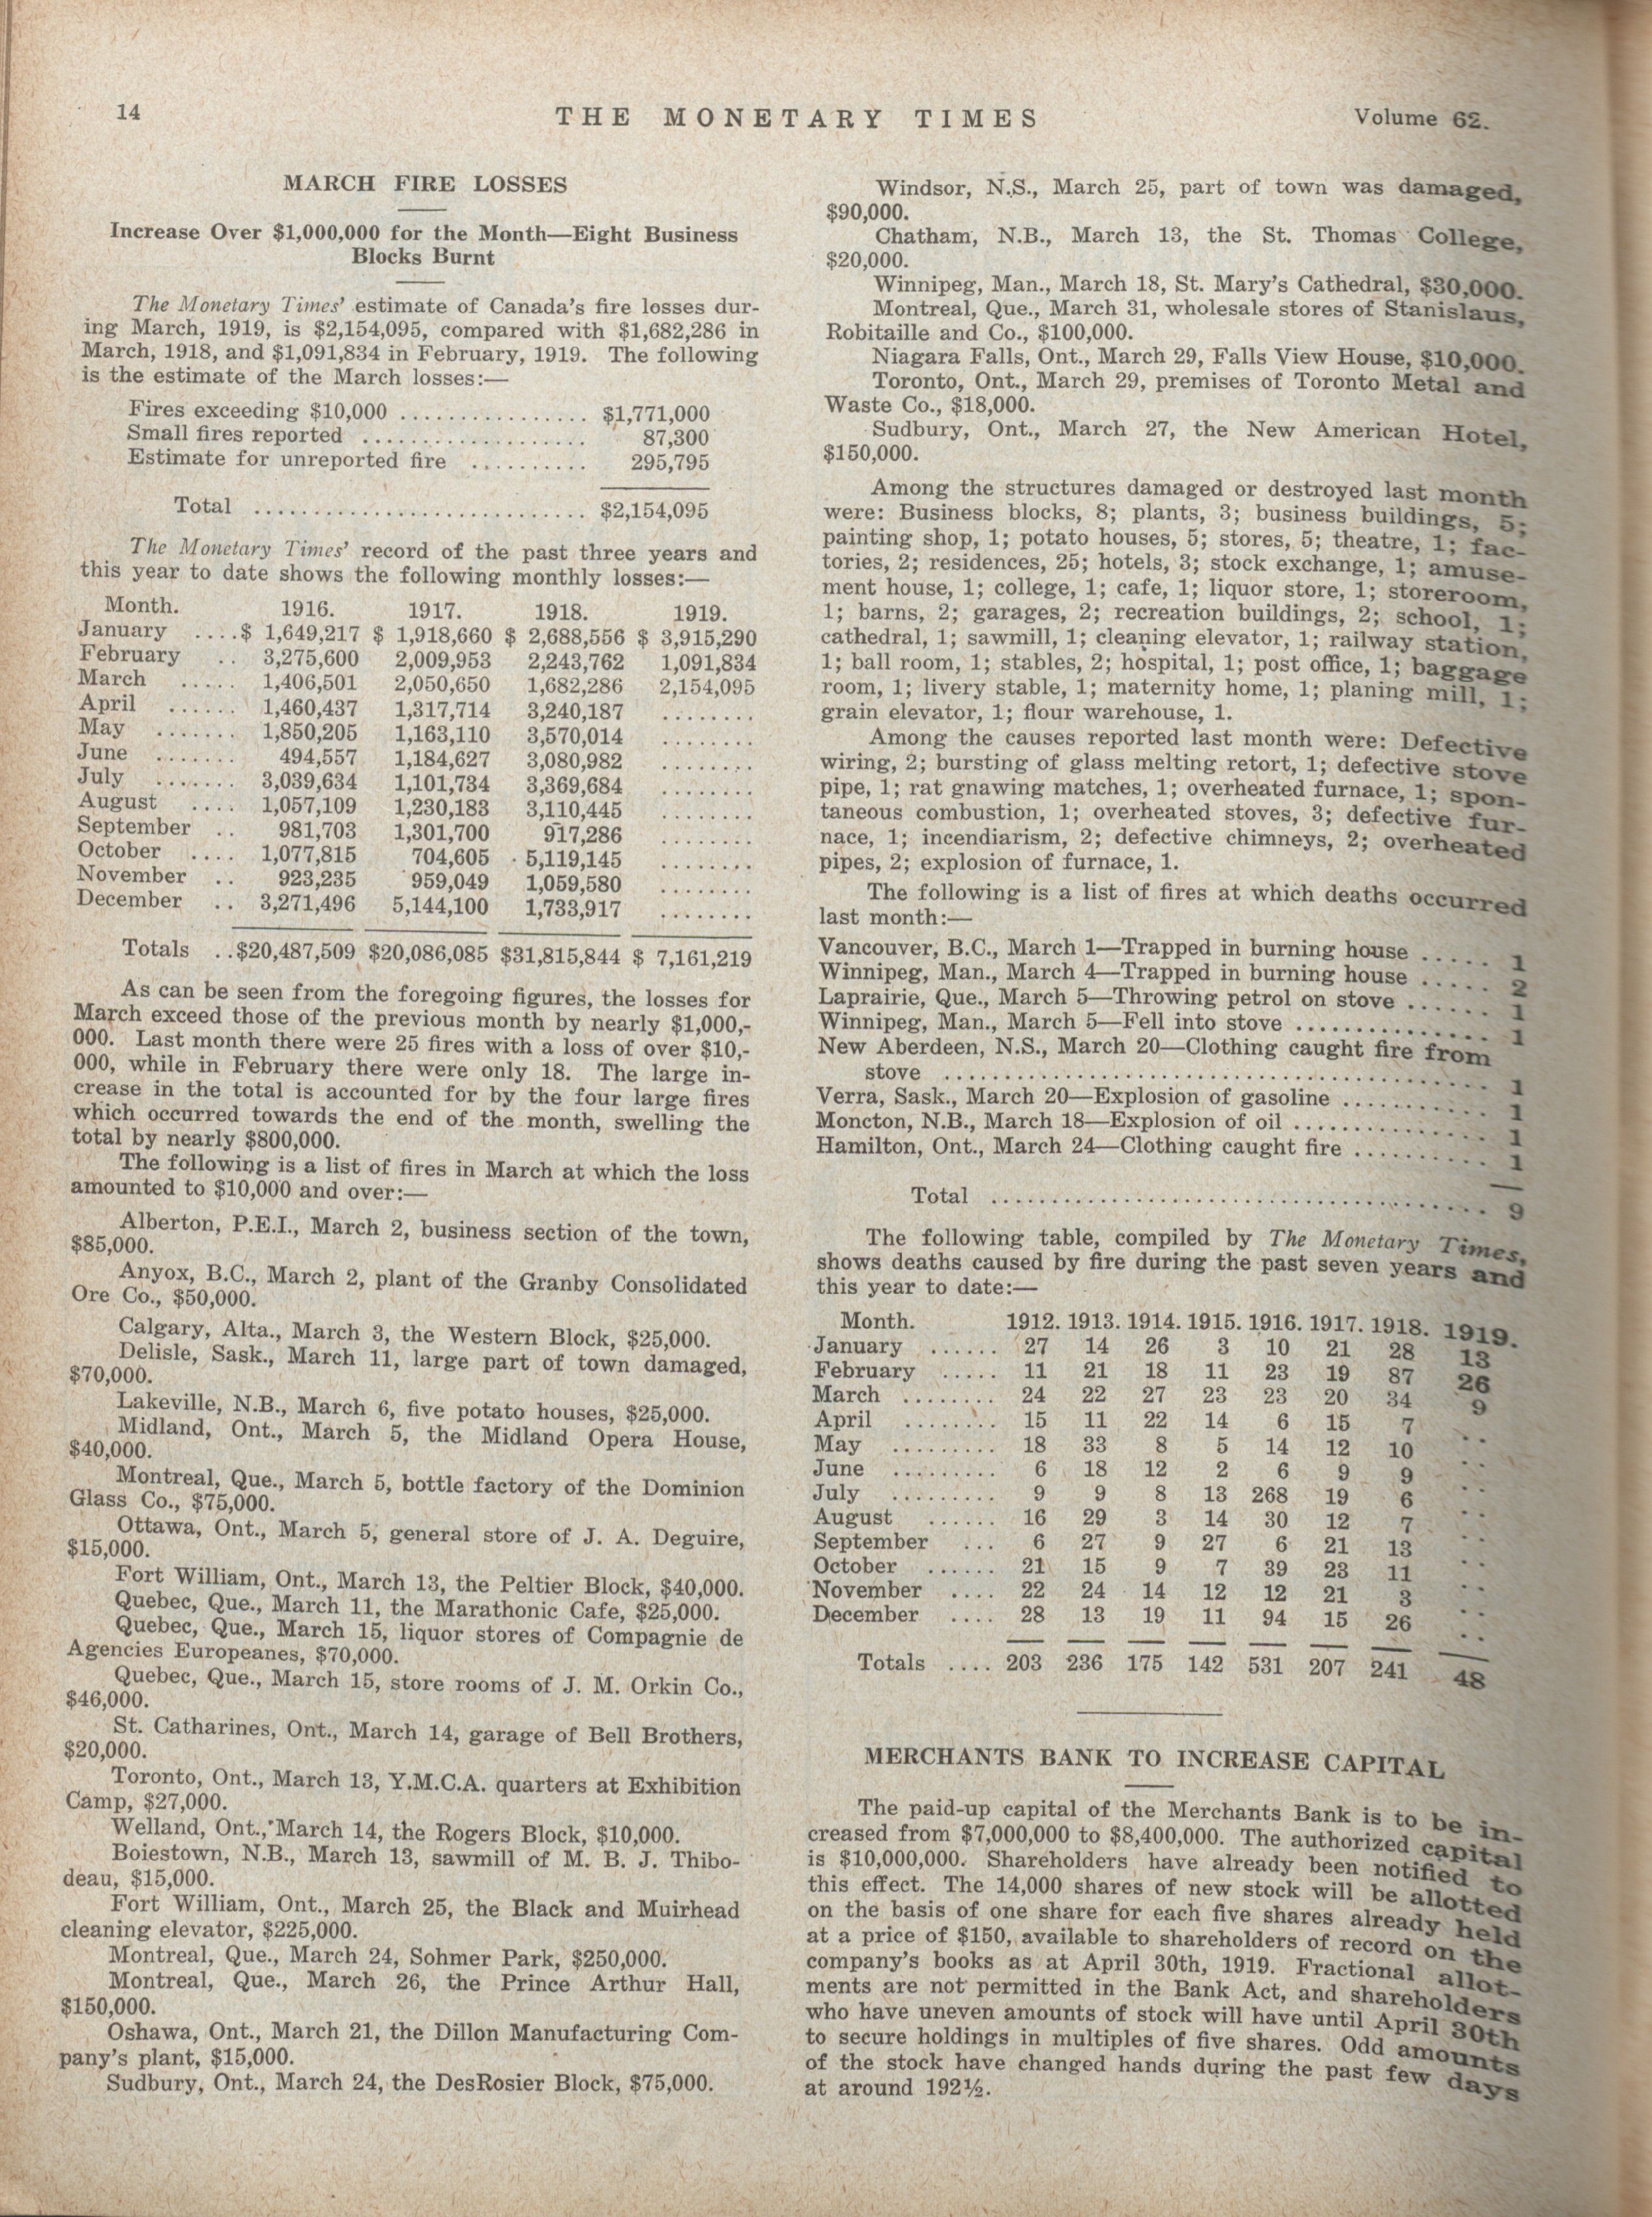 14
THE MONETARY TIMES
Volume 62.
MARCH FIRE LOSSES
Increase Over $1,000,000 for the Month—Eight Business
Blocks Burnt
The Monetary Times' estimate of Canada's fire losses dur-
ing March, 1919, is $2,154,095, compared with $1,682,286 in
March, 1918, and $1,091,834 in February, 1919. The following
is the estimate of the March losses:—
Fires exceeding $10,000 ................ $1,771,000
Small fires reported ................... 87,300
Estimate for unreported fire .......... 295,795
Total ............................ $2,154,095
The Monetary Times' record of the past three years and
this year to date shows the following monthly losses:—
Month. 1916. 1917. 1918. 1919.
January ....$ 1,649,217 $ 1,918,660 $ 2,688,556 $ 3,915,290
February .. 3,275,600 2,009,953 2,243,762 1,091,834
March ..... 1,406,501 2,050,650 1,682,286 2,154,095
April ...... 1,460,437 1,317,714 3,240,187 ........
May ....... 1,850,205 1,163,110 3,570,014 ........
June ....... 494,557 1,184,627 3,080,982 ........
July ....... 3,039,634 1,101,734 3,369,684 ........
August .... 1,057,109 1,230,183 3,110,445 ........
September .. 981,703 1,301,700 917,286 ........
October .... 1,077,815 704,605 5,119,145 ........
November .. 923,235 959,049 1,059,580 ........
December .. 3,271,496 5,144,100 1,733,917 ........
Totals ..$20,487,509 $20,086,085 $31,815,844 $ 7,161,219
As can be seen from the foregoing figures, the losses for
March exceed those of the previous month by nearly $1,000,-
000. Last month there were 25 fires with a loss of over $10,-
000, while in February there were only 18. The large in-
crease in the total is accounted for by the four large fires
which occurred towards the end of the month, swelling the
total by nearly $800,000.
The following is a list of fires in March at which the loss
amounted to $10,000 and over:—
Alberton, P.E.I., March 2, business section of the town,
$85,000.
Anyox, B.C., March 2, plant of the Granby Consolidated
Ore Co., $50,000.
Calgary, Alta., March 3, the Western Block, $25,000.
Delisle, Sask., March 11, large part of town damaged,
$70,000.
Lakeville, N.B., March 6, five potato houses, $25,000.
Midland, Ont., March 5, the Midland Opera House,
$40,000.
Montreal, Que., March 5, bottle factory of the Dominion
Glass Co., $75,000.
Ottawa, Ont., March 5, general store of J. A. Deguire,
$15,000.
Fort William, Ont., March 13, the Peltier Block, $40,000.
Quebec, Que., March 11, the Marathonic Cafe, $25,000.
Quebec, Que., March 15, liquor stores of Compagnie de
Agencies Europeanes, $70,000.
Quebec, Que., March 15, store rooms of J. M. Orkin Co.,
$46,000.
St. Catharines, Ont., March 14, garage of Bell Brothers,
$20,000.
Toronto, Ont., March 13, Y.M.C.A. quarters at Exhibition
Camp, $27,000.
Welland, Ont., March 14, the Rogers Block, $10,000.
Boiestown, N.B., March 13, sawmill of M. B. J. Thibo-
deau, $15,000.
Fort William, Ont., March 25, the Black and Muirhead
cleaning elevator, $225,000.
Montreal, Que., March 24, Sohmer Park, $250,000.
Montreal, Que., March 26, the Prince Arthur Hall,
$150,000.
Oshawa, Ont., March 21, the Dillon Manufacturing Com-
pany's plant, $15,000.
Sudbury, Ont., March 24, the DesRosier Block, $75,000.
Windsor, N.S., March 25, part of town was damaged,
$90,000.
Chatham, N.B., March 13, the St. Thomas College,
$20,000.
Winnipeg, Man., March 18, St. Mary's Cathedral, $30,000.
Montreal, Que., March 31, wholesale stores of Stanislaus,
Robitaille and Co., $100,000.
Niagara Falls, Ont., March 29, Falls View House, $10,000.
Toronto, Ont., March 29, premises of Toronto Metal and
Waste Co., $18,000.
Sudbury, Ont., March 27, the New American Hotel,
$150,000.
Among the structures damaged or destroyed last month
were: Business blocks, 8; plants, 3; business buildings, 5;
painting shop, 1; potato houses, 5; stores, 5; theatre, 1; fac-
tories, 2; residences, 25; hotels, 3; stock exchange, 1; amuse-
ment house, 1; college, 1; cafe, 1; liquor store, 1; storeroom,
1; barns, 2; garages, 2; recreation buildings, 2; school, 1;
cathedral, 1; sawmill, 1; cleaning elevator, 1; railway station,
1; ball room, 1; stables, 2; hospital, 1; post office, 1; baggage
room, 1; livery stable, 1; maternity home, 1; planing mill, 1;
grain elevator, 1; flour warehouse, 1.
Among the causes reported last month were: Defective
wiring, 2; bursting of glass melting retort, 1; defective stove
pipe, 1; rat gnawing matches, 1; overheated furnace, 1; spon-
taneous combustion, 1; overheated stoves, 3; defective fur-
nace, 1; incendiarism, 2; defective chimneys, 2; overheated
pipes, 2; explosion of furnace, 1.
The following is a list of fires at which deaths occurred
last month:—
Vancouver, B.C., March 1—Trapped in burning house ..... 1
Winnipeg, Man., March 4—Trapped in burning house ..... 2
Laprairie, Que., March 5—Throwing petrol on stove ...... 1
Winnipeg, Man., March 5—Fell into stove .............. 1
New Aberdeen, N.S., March 20—Clothing caught fire from
stove ............................................ 1
Verra, Sask., March 20—Explosion of gasoline ............ 1
Moncton, N.B., March 18—Explosion of oil ................ 1
Hamilton, Ont., March 24—Clothing caught fire ........... 1
Total .......................................... 9
The following table, compiled by The Monetary Times,
shows deaths caused by fire during the past seven years and
this year to date:—
Month. 1912. 1913. 1914. 1915. 1916. 1917. 1918. 1919.
January ...... 27 14 26 3 10 21 28 13
February ..... 11 21 18 11 23 19 87 26
March ........ 24 22 27 23 23 20 34 9
April ........ 15 11 22 14 6 15 7 ..
May ......... 18 33 8 5 14 12 10 ..
June ......... 6 18 12 2 6 9 9 ..
July ......... 9 9 8 13 268 19 6 ..
August ...... 16 29 3 14 30 12 7 ..
September ... 6 27 9 27 6 21 13 ..
October ...... 21 15 9 7 39 23 11 ..
November .... 22 24 14 12 12 21 3 ..
December .... 28 13 19 11 94 15 26 ..
Totals .... 203 236 175 142 531 207 241 48
MERCHANTS BANK TO INCREASE CAPITAL
The paid-up capital of the Merchants Bank is to be in-
creased from $7,000,000 to $8,400,000. The authorized capital
is $10,000,000. Shareholders have already been notified to
this effect. The 14,000 shares of new stock will be allotted
on the basis of one share for each five shares already held
at a price of $150, available to shareholders of record on the
company's books as at April 30th, 1919. Fractional allot-
ments are not permitted in the Bank Act, and shareholders
who have uneven amounts of stock will have until April 30th
to secure holdings in multiples of five shares. Odd amounts
of the stock have changed hands during the past few days
at around 192½.